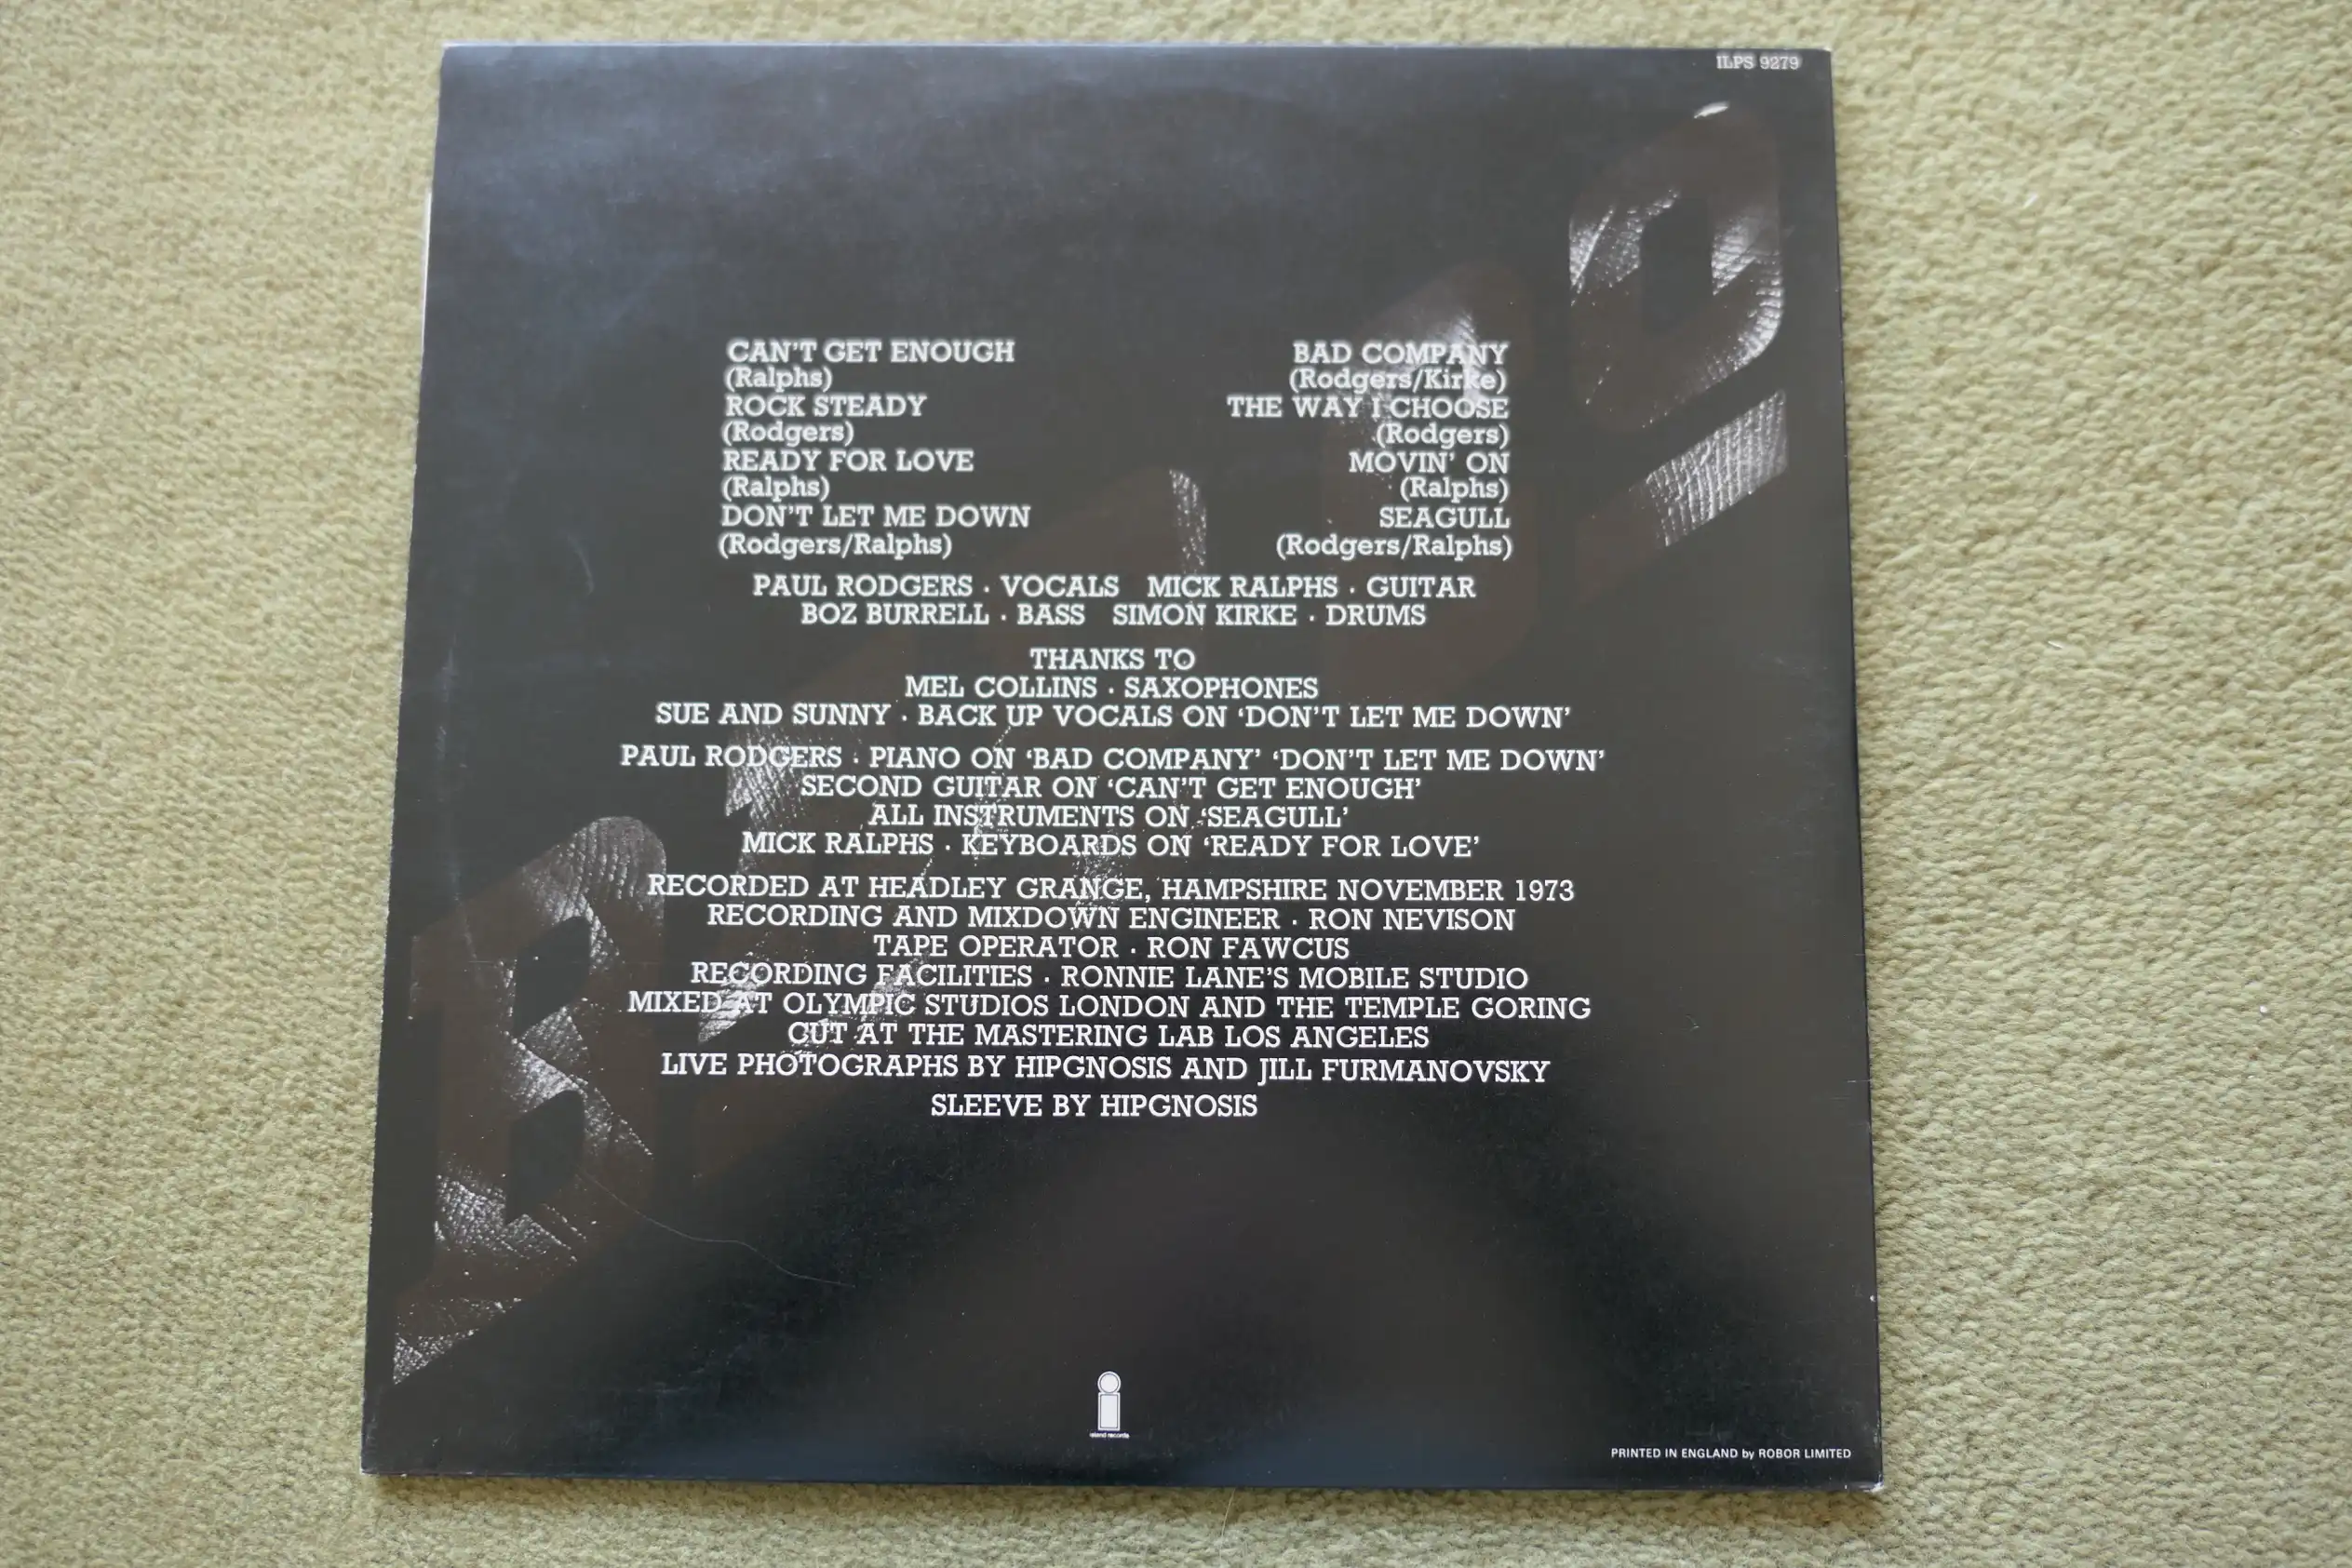 ILPS 9279
CAN'T GET ENOUGH
(Ralphs)
ROCK STEADY
(Rodgers)
READY FOR LOVE
(Ralphs)
DON'T LET ME DOWN
(Rodgers/Ralphs)
BAD COMPANY
(Rodgers/Kirke)
THE WAY I CHOOSE
(Rodgers)
MOVIN' ON
(Ralphs)
SEAGULL
(Rodgers/Ralphs)
PAUL RODGERS · VOCALS MICK RALPHS · GUITAR
BOZ BURRELL · BASS SIMON KIRKE · DRUMS
THANKS TO
MEL COLLINS · SAXOPHONES
SUE AND SUNNY · BACK UP VOCALS ON ‘DON'T LET ME DOWN’
PAUL RODGERS · PIANO ON ‘BAD COMPANY’ ‘DON'T LET ME DOWN’
SECOND GUITAR ON ‘CAN'T GET ENOUGH’
ALL INSTRUMENTS ON ‘SEAGULL’
MICK RALPHS · KEYBOARDS ON ‘READY FOR LOVE’
RECORDED AT HEADLEY GRANGE, HAMPSHIRE NOVEMBER 1973
RECORDING AND MIXDOWN ENGINEER · RON NEVISON
TAPE OPERATOR · RON FAWCUS
RECORDING FACILITIES · RONNIE LANE'S MOBILE STUDIO
MIXED AT OLYMPIC STUDIOS LONDON AND THE TEMPLE GORING
CUT AT THE MASTERING LAB LOS ANGELES
LIVE PHOTOGRAPHS BY HIPGNOSIS AND JILL FURMANOVSKY
SLEEVE BY HIPGNOSIS
island records
PRINTED IN ENGLAND by ROBOR LIMITED